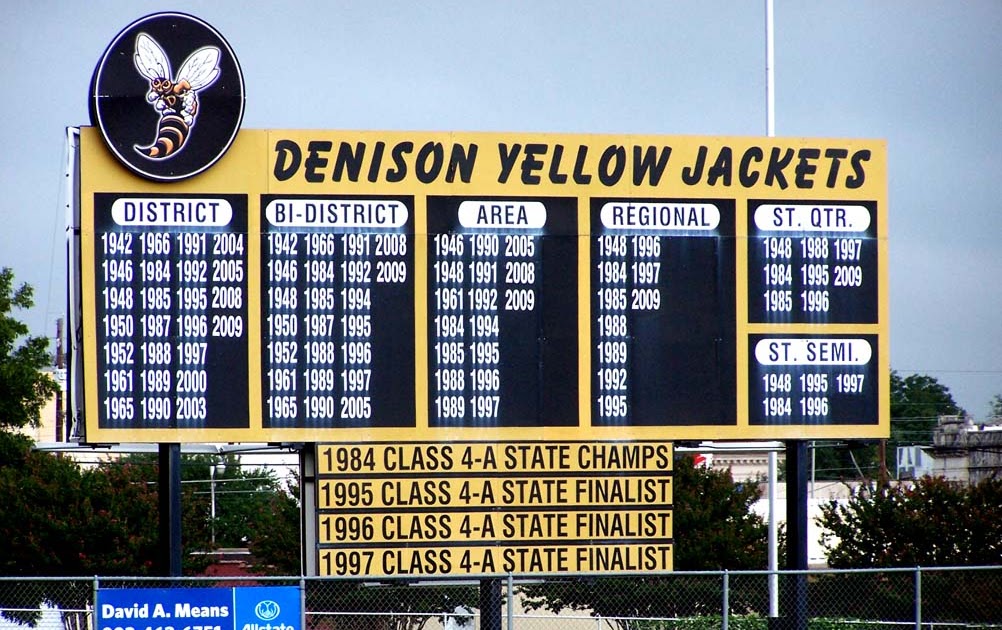 DENISON YELLOW JACKETS
DISTRICT
1942 1966 1991 2004
1946 1984 1992 2005
1948 1985 1995 2008
1950 1987 1996 2009
1952 1988 1997
1961 1989 2000
1965 1990 2003
BI-DISTRICT
1942 1966 1991 2008
1946 1984 1992 2009
1948 1985 1994
1950 1987 1995
1952 1988 1996
1961 1989 1997
1965 1990 2005
AREA
1946 1990 2005
1948 1991 2008
1961 1992 2009
1984 1994
1985 1995
1988 1996
1989 1997
REGIONAL
1948 1996
1984 1997
1985 2009
1988
1989
1992
1995
ST. QTR.
1948 1988 1997
1984 1995 2009
1985 1996
ST. SEMI.
1948 1995 1997
1984 1996
1984 CLASS 4-A STATE CHAMPS
1995 CLASS 4-A STATE FINALIST
1996 CLASS 4-A STATE FINALIST
1997 CLASS 4-A STATE FINALIST
David A. Means
Allstate